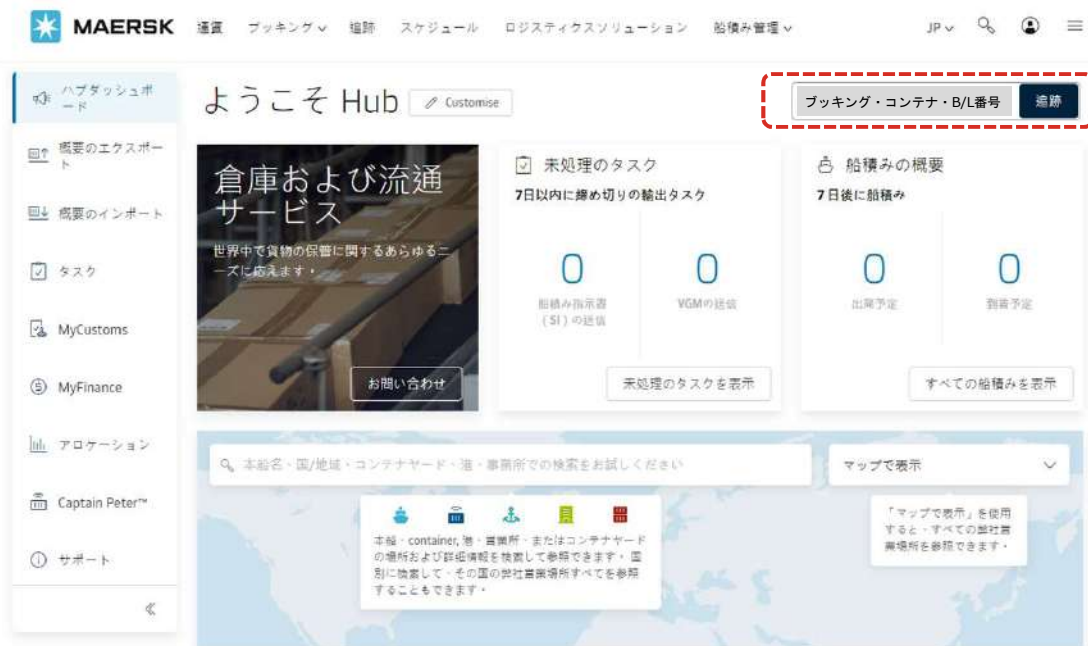 MAERSK 運賃 ブッキング 追跡 スケジュール ロジスティクスソリューション 船積み管理 JP
ハブダッシュボ
ード
ようこそ Hub Customise
ブッキング・コンテナ・B/L番号 追跡
概要のエクスポー
ト
概要のインポート
タスク
MyCustoms
MyFinance
アロケーション
Captain Peter™
サポート
倉庫および流通
サービス
世界中で貨物の保管に関するあらゆるニ
ーズに応えます・
お問い合わせ
未処理のタスク
7日以内に締め切りの輸出タスク
0 0
船積み指示書
(SI)の送信
VGMの送信
未処理のタスクを表示
船積みの概要
7日後に船積み
0 0
出荷予定 到着予定
すべての船積みを表示
本船名・国/地域・コンテナヤード・港・事務所での検索をお試しください
マップで表示
本船・container, 港・営業所・またはコンテナヤード
の場所および詳細情報を検索して参照できます・国
別に検索して・その国の弊社営業場所すべてを参照
することもできます・
「マップで表示」を使用
すると・すべての弊社営
業場所を参照できます・